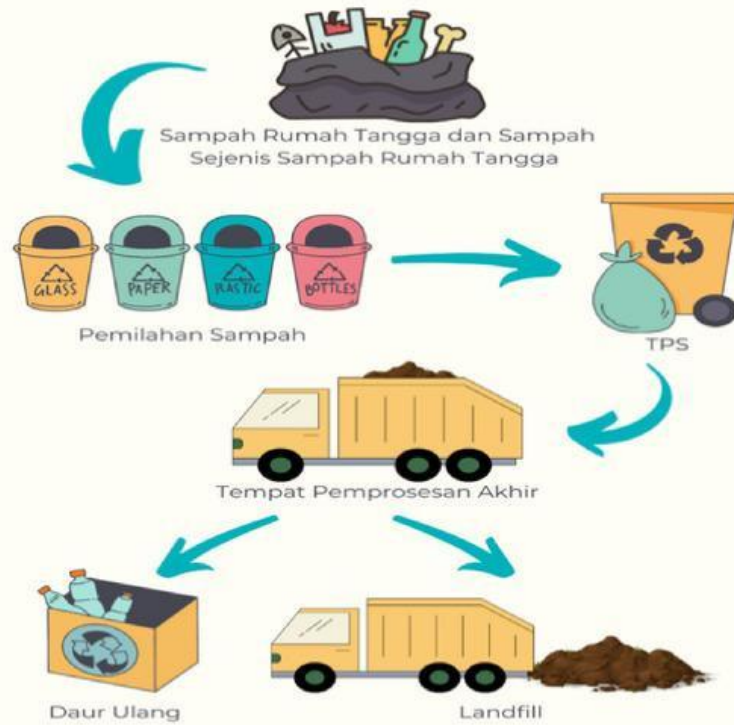 Sampah Rumah Tangga dan Sampah
Sejenis Sampah Rumah Tangga
GLASS
PAPER
PLASTIC
BOTTLES
Pemilahan Sampah
TPS
Tempat Pemprosesan Akhir
Daur Ulang
Landfill